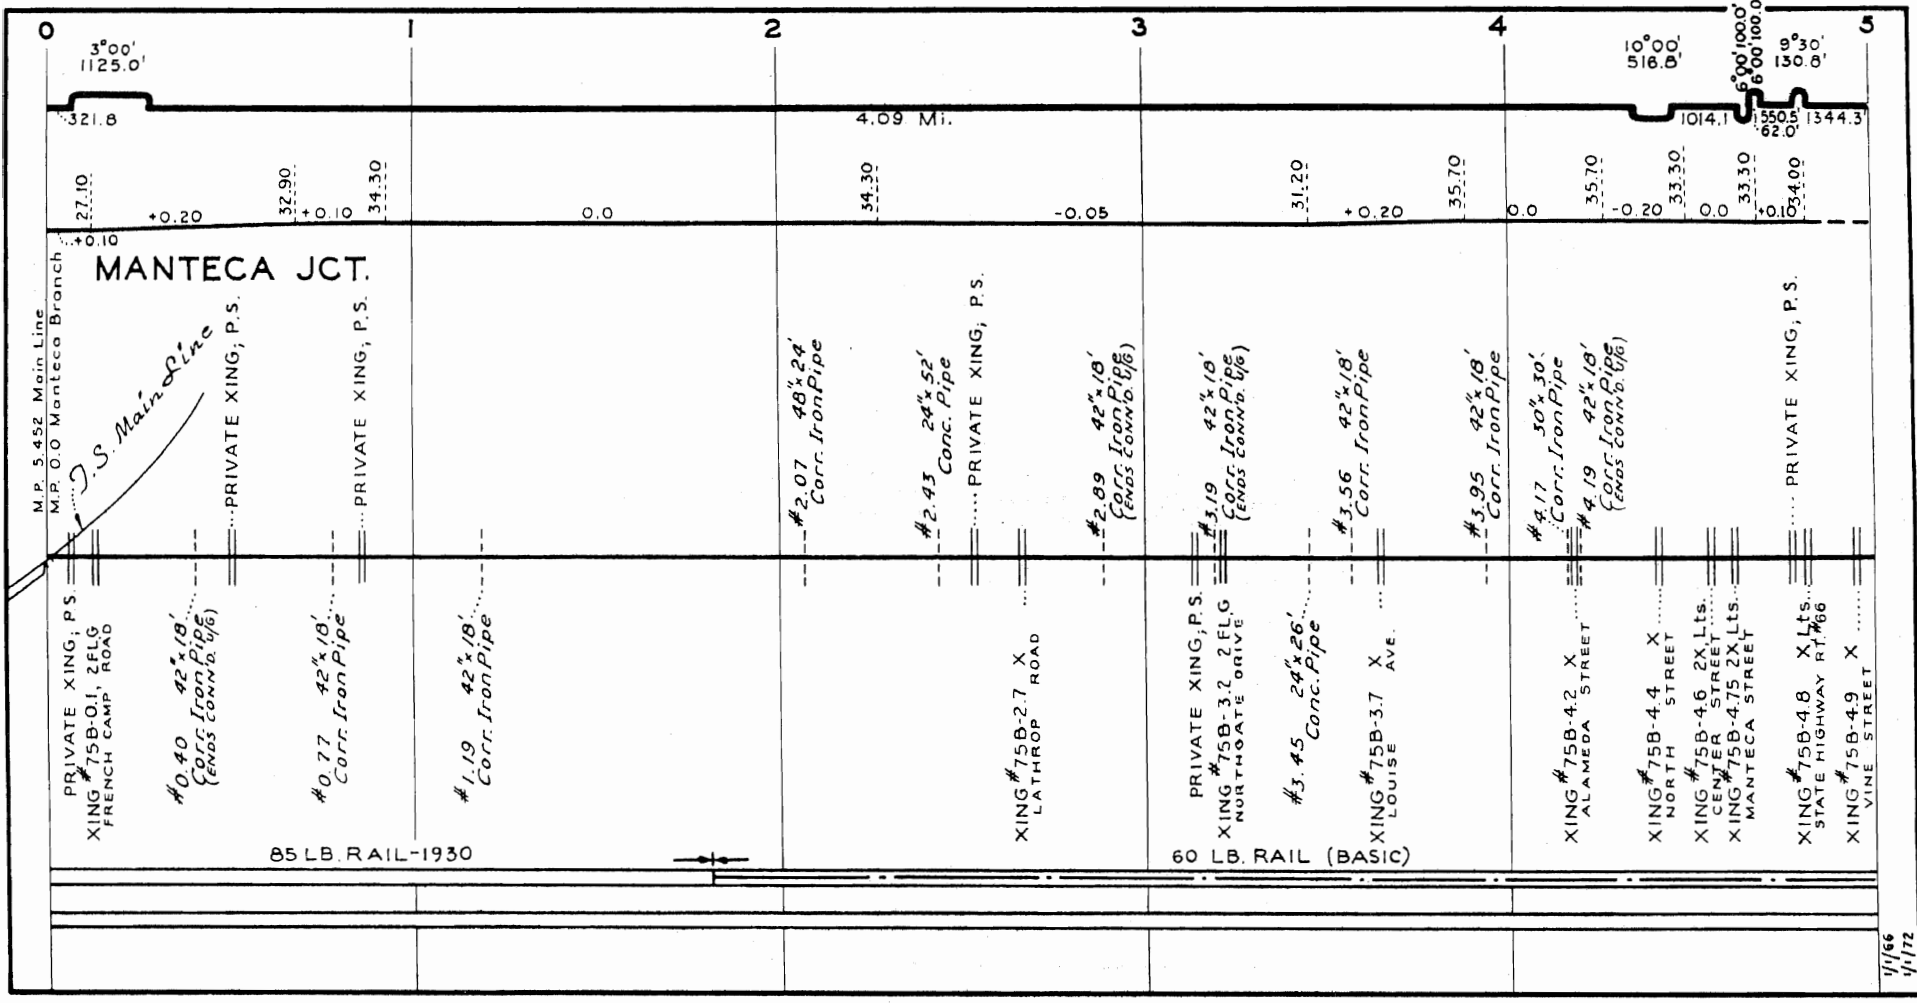 0 1 2 3 4 5
3°00'
1125.0'
10°00'
516.8'
6°00' 100.0'
6°00' 100.0'
9°30'
130.8'
321.8
4.09 Mi.
1014.1
1550.5'
62.0'
1344.3'
27.10
32.90
34.30
34.30
31.20
35.70
35.70
33.30
33.30
34.00
+0.10
+0.20
+0.10
0.0
-0.05
+0.20
0.0
-0.20
0.0
+0.10
MANTECA JCT.
M.P. 5.452 Main Line
M.P. 0.0 Manteca Branch
T.S. Main Line
PRIVATE XING; P.S.
PRIVATE XING; P.S.
#2.07 48"x24'
Corr. Iron Pipe
#2.43 24"x52'
Conc. Pipe
PRIVATE XING; P.S.
#2.89 42"x18'
Corr. Iron Pipe
(ENDS CONN'D. U/G)
#3.19 42"x18'
Corr. Iron Pipe
(ENDS CONN'D. U/G)
#3.56 42"x18'
Corr. Iron Pipe
#3.95 42"x18'
Corr. Iron Pipe
#4.17 30"x30'
Corr. Iron Pipe
#4.19 42"x18'
Corr. Iron Pipe
(ENDS CONN'D. U/G)
PRIVATE XING; P.S.
PRIVATE XING; P.S.
XING #75B-0.1, 2 FLG
FRENCH CAMP, ROAD
#0.40 42"x18'
Corr. Iron Pipe
(ENDS CONN'D. U/G)
#0.77 42"x18'
Corr. Iron Pipe
#1.19 42"x18'
Corr. Iron Pipe
XING #75B-2.7 X
LATHROP ROAD
PRIVATE XING; P.S.
XING #75B-3.2 2 FLG
NORTHGATE DRIVE
#3.45 24"x26'
Conc. Pipe
XING #75B-3.7 X
LOUISE AVE.
XING #75B-4.2 X
ALAMEDA STREET
XING #75B-4.4 X
NORTH STREET
XING #75B-4.6 2X, Lts.
CENTER STREET
XING #75B-4.75 2X, Lts.
MANTECA STREET
XING #75B-4.8 X, Lts.
STATE HIGHWAY RT. #66
XING #75B-4.9 X
VINE STREET
85 LB. RAIL-1930
60 LB. RAIL (BASIC)
1/1/66
1/1/72